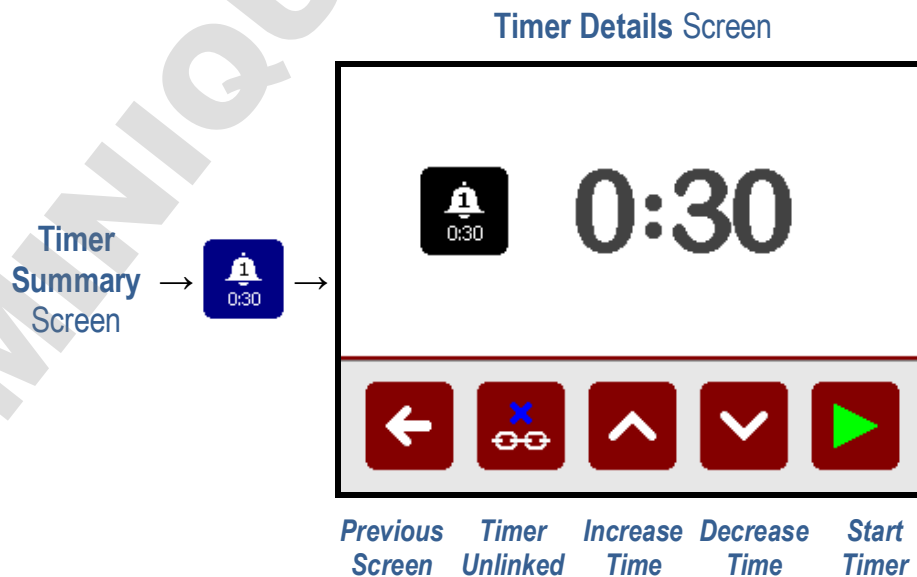 Timer Details Screen
MINIQU
1
0:30
0:30
Timer
Summary
Screen
→
1
0:30
→
Previous Screen
Timer Unlinked
Increase Time
Decrease Time
Start Timer